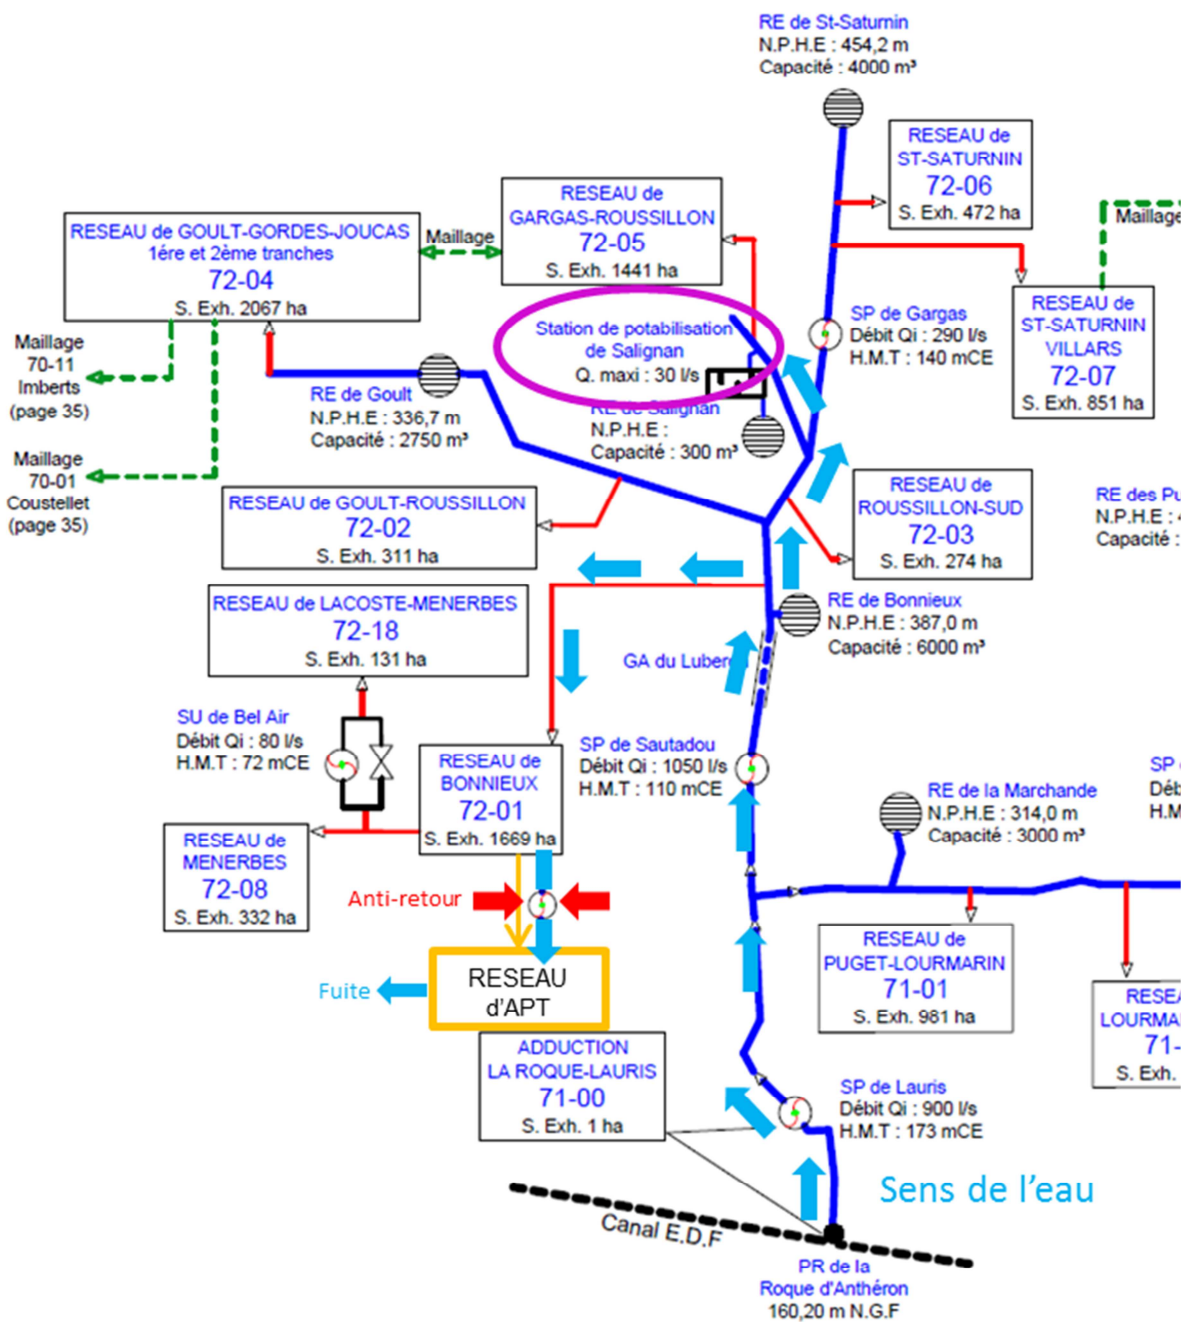 RE de St-Saturnin
N.P.H.E : 454,2 m
Capacité : 4000 m³
RESEAU de
ST-SATURNIN
72-06
S. Exh. 472 ha
Maillage
RESEAU de
GARGAS-ROUSSILLON
72-05
S. Exh. 1441 ha
RESEAU de GOULT-GORDES-JOUCAS
1ére et 2ème tranches
72-04
S. Exh. 2067 ha
Maillage
RESEAU de
ST-SATURNIN
VILLARS
72-07
S. Exh. 851 ha
SP de Gargas
Débit Qi : 290 l/s
H.M.T : 140 mCE
Station de potabilisation
de Salignan
Q. maxi : 30 l/s
RE de Salignan
N.P.H.E :
Capacité : 300 m³
Maillage
70-11
Imberts
(page 35)
RE de Goult
N.P.H.E : 336,7 m
Capacité : 2750 m³
Maillage
70-01
Coustellet
(page 35)
RESEAU de GOULT-ROUSSILLON
72-02
S. Exh. 311 ha
RESEAU de
ROUSSILLON-SUD
72-03
S. Exh. 274 ha
RE des Pu
N.P.H.E : 4
Capacité :
RESEAU de LACOSTE-MENERBES
72-18
S. Exh. 131 ha
RE de Bonnieux
N.P.H.E : 387,0 m
Capacité : 6000 m³
GA du Luberon
SU de Bel Air
Débit Qi : 80 l/s
H.M.T : 72 mCE
RESEAU de
BONNIEUX
72-01
S. Exh. 1669 ha
SP de Sautadou
Débit Qi : 1050 l/s
H.M.T : 110 mCE
RE de la Marchande
N.P.H.E : 314,0 m
Capacité : 3000 m³
SP
Déb
H.M
RESEAU de
MENERBES
72-08
S. Exh. 332 ha
Anti-retour
RESEAU
d'APT
Fuite
RESEAU de
PUGET-LOURMARIN
71-01
S. Exh. 981 ha
RESEA
LOURMA
71-
S. Exh.
ADDUCTION
LA ROQUE-LAURIS
71-00
S. Exh. 1 ha
SP de Lauris
Débit Qi : 900 l/s
H.M.T : 173 mCE
Sens de l'eau
Canal E.D.F
PR de la
Roque d'Anthéron
160,20 m N.G.F